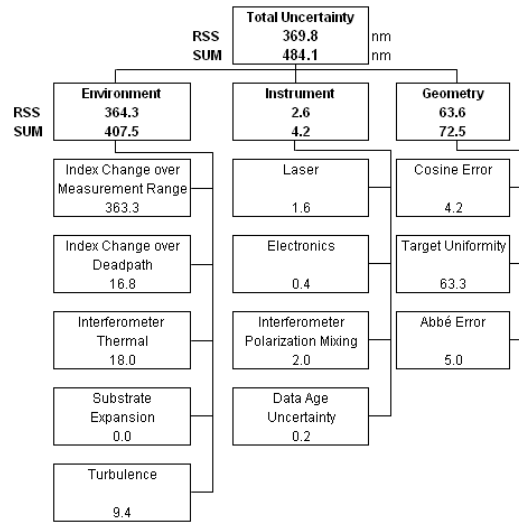 Total Uncertainty
RSS 369.8 nm
SUM 484.1 nm
Environment
RSS 364.3
SUM 407.5
Instrument
2.6
4.2
Geometry
63.6
72.5
Index Change over
Measurement Range
363.3
Index Change over
Deadpath
16.8
Interferometer
Thermal
18.0
Substrate
Expansion
0.0
Turbulence
9.4
Laser
1.6
Electronics
0.4
Interferometer
Polarization Mixing
2.0
Data Age
Uncertainty
0.2
Cosine Error
4.2
Target Uniformity
63.3
Abbé Error
5.0